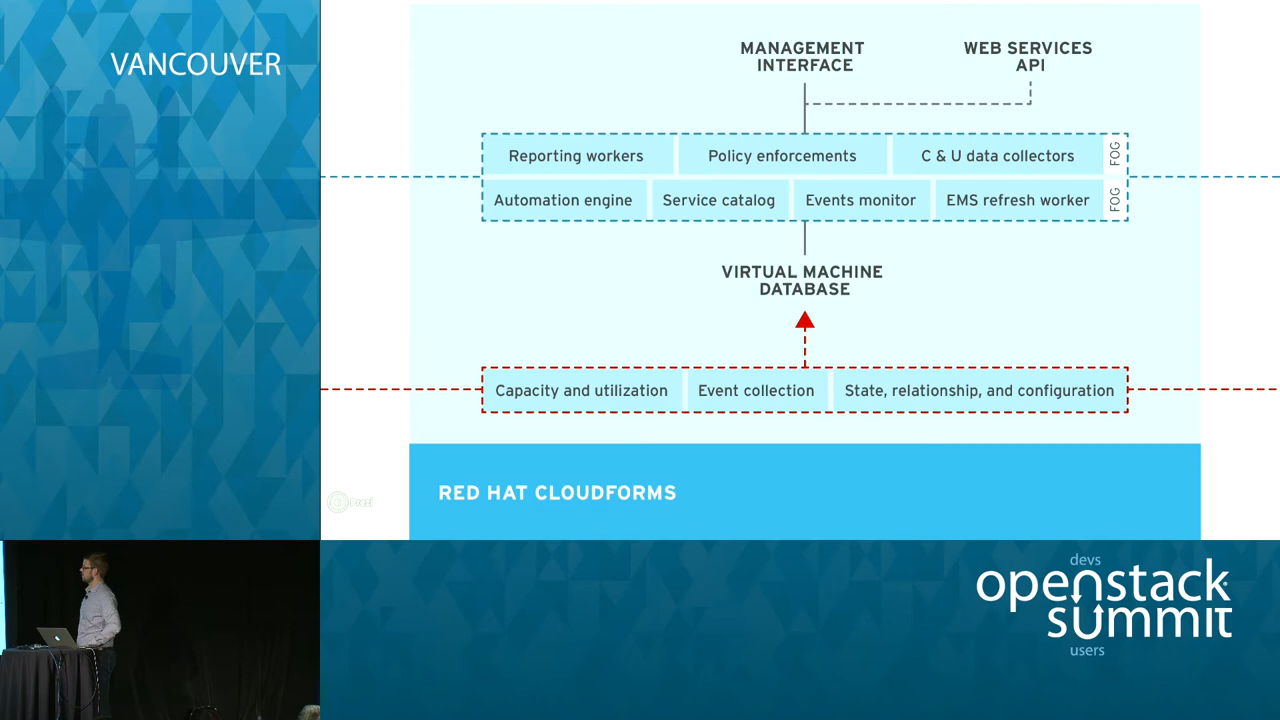 VANCOUVER
MANAGEMENT
INTERFACE
WEB SERVICES
API
Reporting workers
Policy enforcements
C & U data collectors
FOG
Automation engine
Service catalog
Events monitor
EMS refresh worker
FOG
VIRTUAL MACHINE
DATABASE
Capacity and utilization
Event collection
State, relationship, and configuration
RED HAT CLOUDFORMS
Prezi
devs
openstack
summit
users